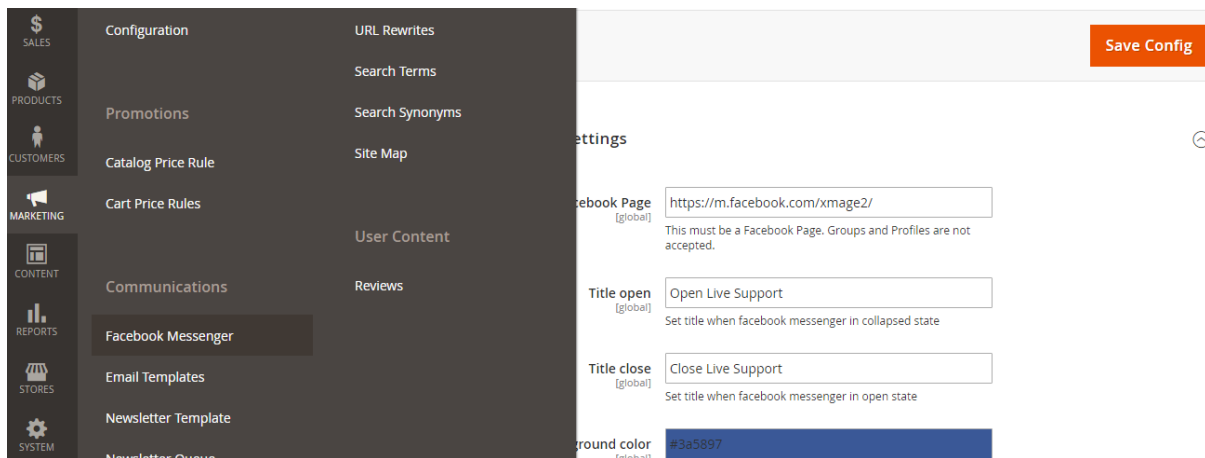 SALES
PRODUCTS
CUSTOMERS
MARKETING
CONTENT
REPORTS
STORES
SYSTEM
Configuration
Promotions
Catalog Price Rule
Cart Price Rules
Communications
Facebook Messenger
Email Templates
Newsletter Template
Newsletter Queue
URL Rewrites
Search Terms
Search Synonyms
Site Map
User Content
Reviews
Save Config
ettings
cebook Page
[global]
https://m.facebook.com/xmage2/
This must be a Facebook Page. Groups and Profiles are not
accepted.
Title open
[global]
Open Live Support
Set title when facebook messenger in collapsed state
Title close
[global]
Close Live Support
Set title when facebook messenger in open state
ground color
[global]
#3a5897